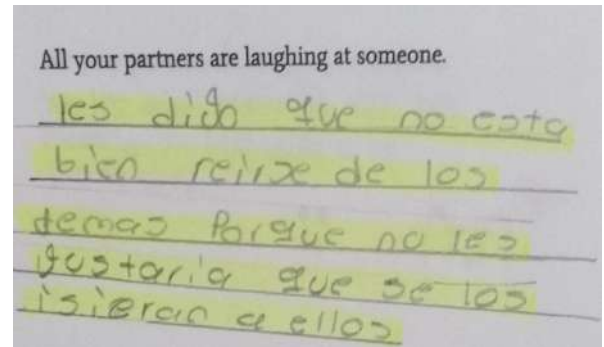 All your partners are laughing at someone.
les dido que no esta
bien reirse de los
demas Porque no les
gustaria que se los
isieran a ellos